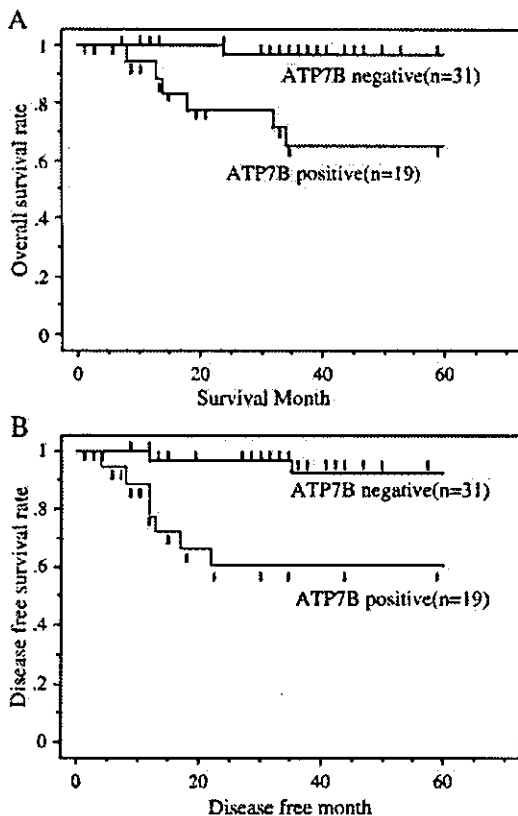 A
Overall survival rate
1
.8
.6
.4
.2
0
ATP7B negative(n=31)
ATP7B positive(n=19)
0 20 40 60
Survival Month
B
Disease free survival rate
1
.8
.6
.4
.2
0
ATP7B negative(n=31)
ATP7B positive(n=19)
0 20 40 60
Disease free month